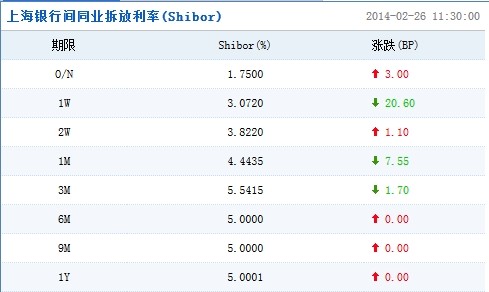 上海银行间同业拆放利率(Shibor) 2014-02-26 11:30:00
期限 Shibor(%) 涨跌(BP)
O/N 1.7500 3.00
1W 3.0720 20.60
2W 3.8220 1.10
1M 4.4435 7.55
3M 5.5415 1.70
6M 5.0000 0.00
9M 5.0000 0.00
1Y 5.0001 0.00